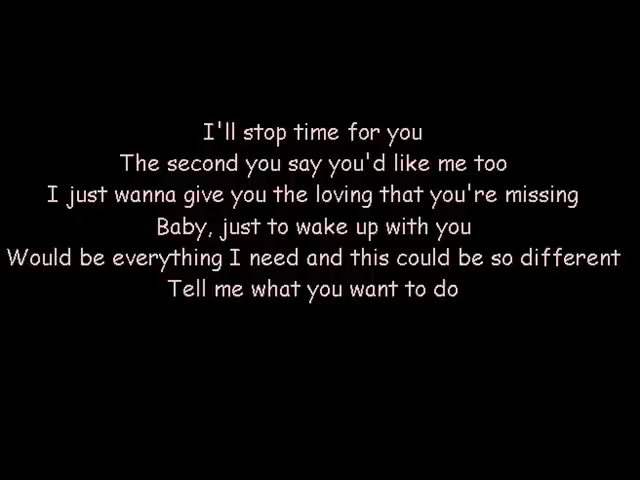 I'll stop time for you
The second you say you'd like me too
I just wanna give you the loving that you're missing
Baby, just to wake up with you
Would be everything I need and this could be so different
Tell me what you want to do